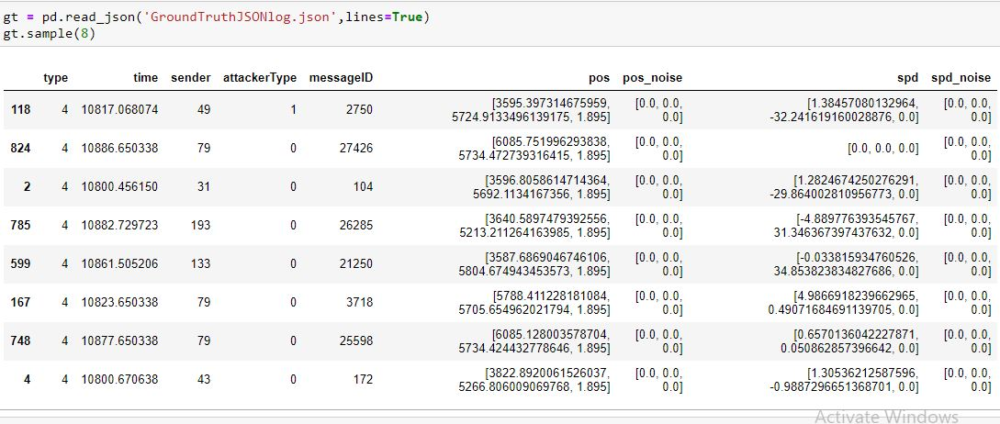 gt = pd.read_json('GroundTruthJSONlog.json',lines=True)
gt.sample(8)
type time sender attackerType messageID pos pos_noise spd spd_noise
118 4 10817.068074 49 1 2750 [3595.397314675959, 5724.9133496139175, 1.895] [0.0, 0.0, 0.0] [1.38457080132964, -32.241619160028876, 0.0] [0.0, 0.0, 0.0]
824 4 10886.650338 79 0 27426 [6085.751996293838, 5734.472739316415, 1.895] [0.0, 0.0, 0.0] [0.0, 0.0, 0.0] [0.0, 0.0, 0.0]
2 4 10800.456150 31 0 104 [3596.8058614714364, 5692.1134167356, 1.895] [0.0, 0.0, 0.0] [1.2824674250276291, -29.864002810956773, 0.0] [0.0, 0.0, 0.0]
785 4 10882.729723 193 0 26285 [3640.5897479392556, 5213.211264163985, 1.895] [0.0, 0.0, 0.0] [-4.889776393545767, 31.346367397437632, 0.0] [0.0, 0.0, 0.0]
599 4 10861.505206 133 0 21250 [3587.6869046746106, 5804.674943453573, 1.895] [0.0, 0.0, 0.0] [-0.033815934760526, 34.853823834827686, 0.0] [0.0, 0.0, 0.0]
167 4 10823.650338 79 0 3718 [5788.411228181084, 5705.654962021794, 1.895] [0.0, 0.0, 0.0] [4.9866918239662965, 0.49071684691139705, 0.0] [0.0, 0.0, 0.0]
748 4 10877.650338 79 0 25598 [6085.128003578704, 5734.424432778646, 1.895] [0.0, 0.0, 0.0] [0.6570136042227871, 0.050862857396642, 0.0] [0.0, 0.0, 0.0]
4 4 10800.670638 43 0 172 [3822.8920061526037, 5266.806009069768, 1.895] [0.0, 0.0, 0.0] [1.30536212587596, -0.9887296651368701, 0.0] [0.0, 0.0, 0.0]
Activate Windows